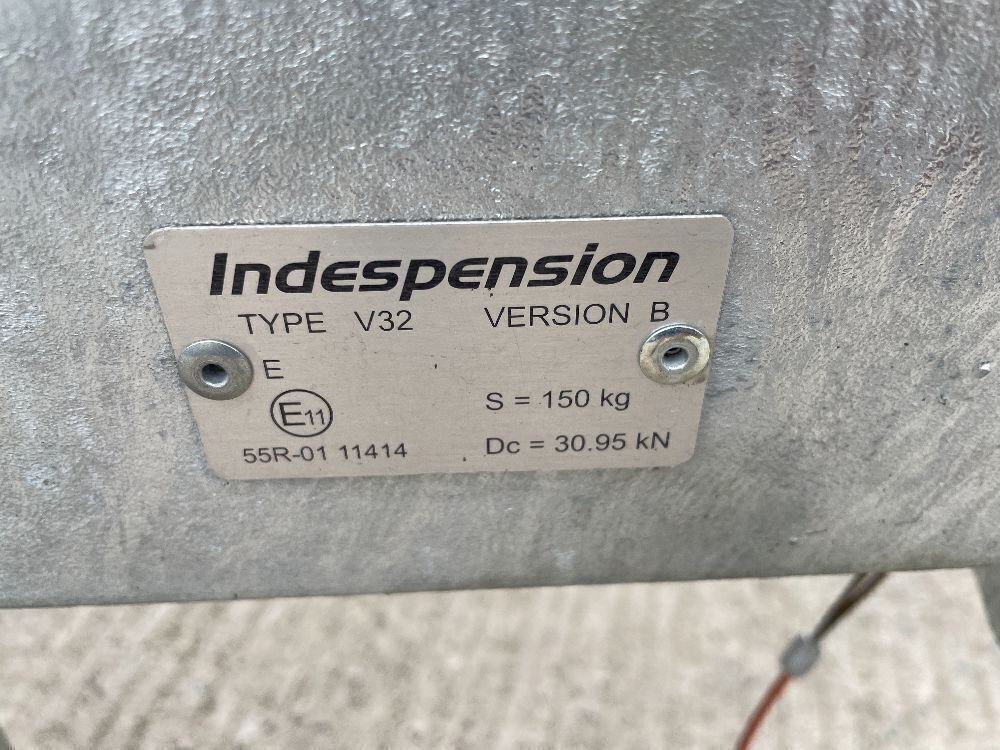 Indespension
TYPE V32 VERSION B
E
E11 S = 150 kg
55R-01 11414 Dc = 30.95 kN